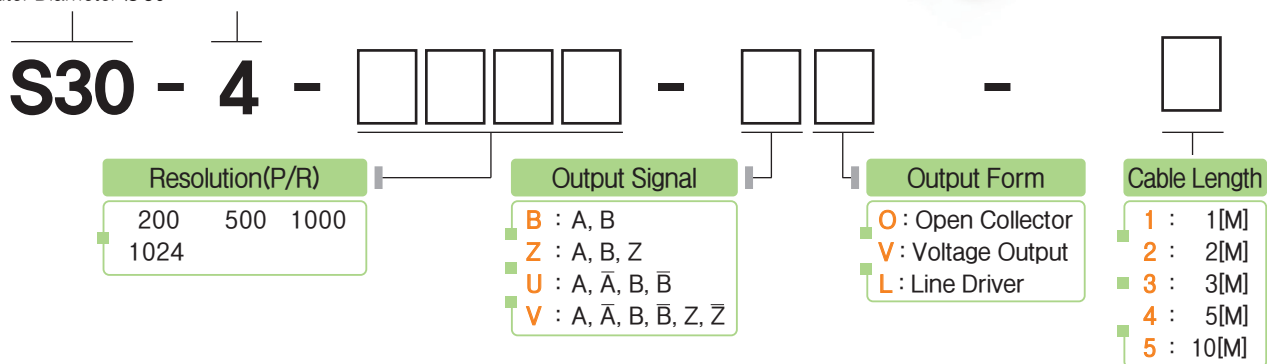 S30 - 4 - - -
Resolution(P/R)
200 500 1000
1024
Output Signal
B : A, B
Z : A, B, Z
U : A, A̅, B, B̅
V : A, A̅, B, B̅, Z, Z̅
Output Form
O : Open Collector
V : Voltage Output
L : Line Driver
Cable Length
1 : 1[M]
2 : 2[M]
3 : 3[M]
4 : 5[M]
5 : 10[M]